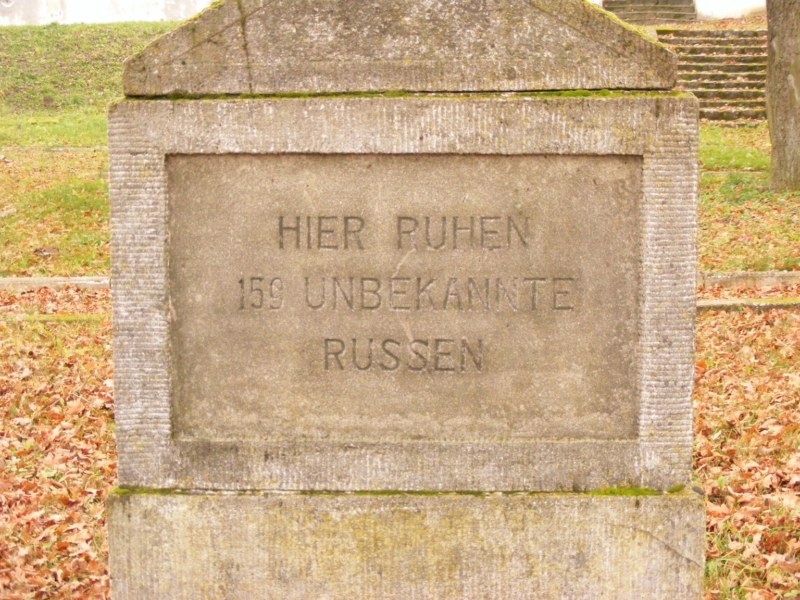 HIER RUHEN
159 UNBEKANNTE
RUSSEN